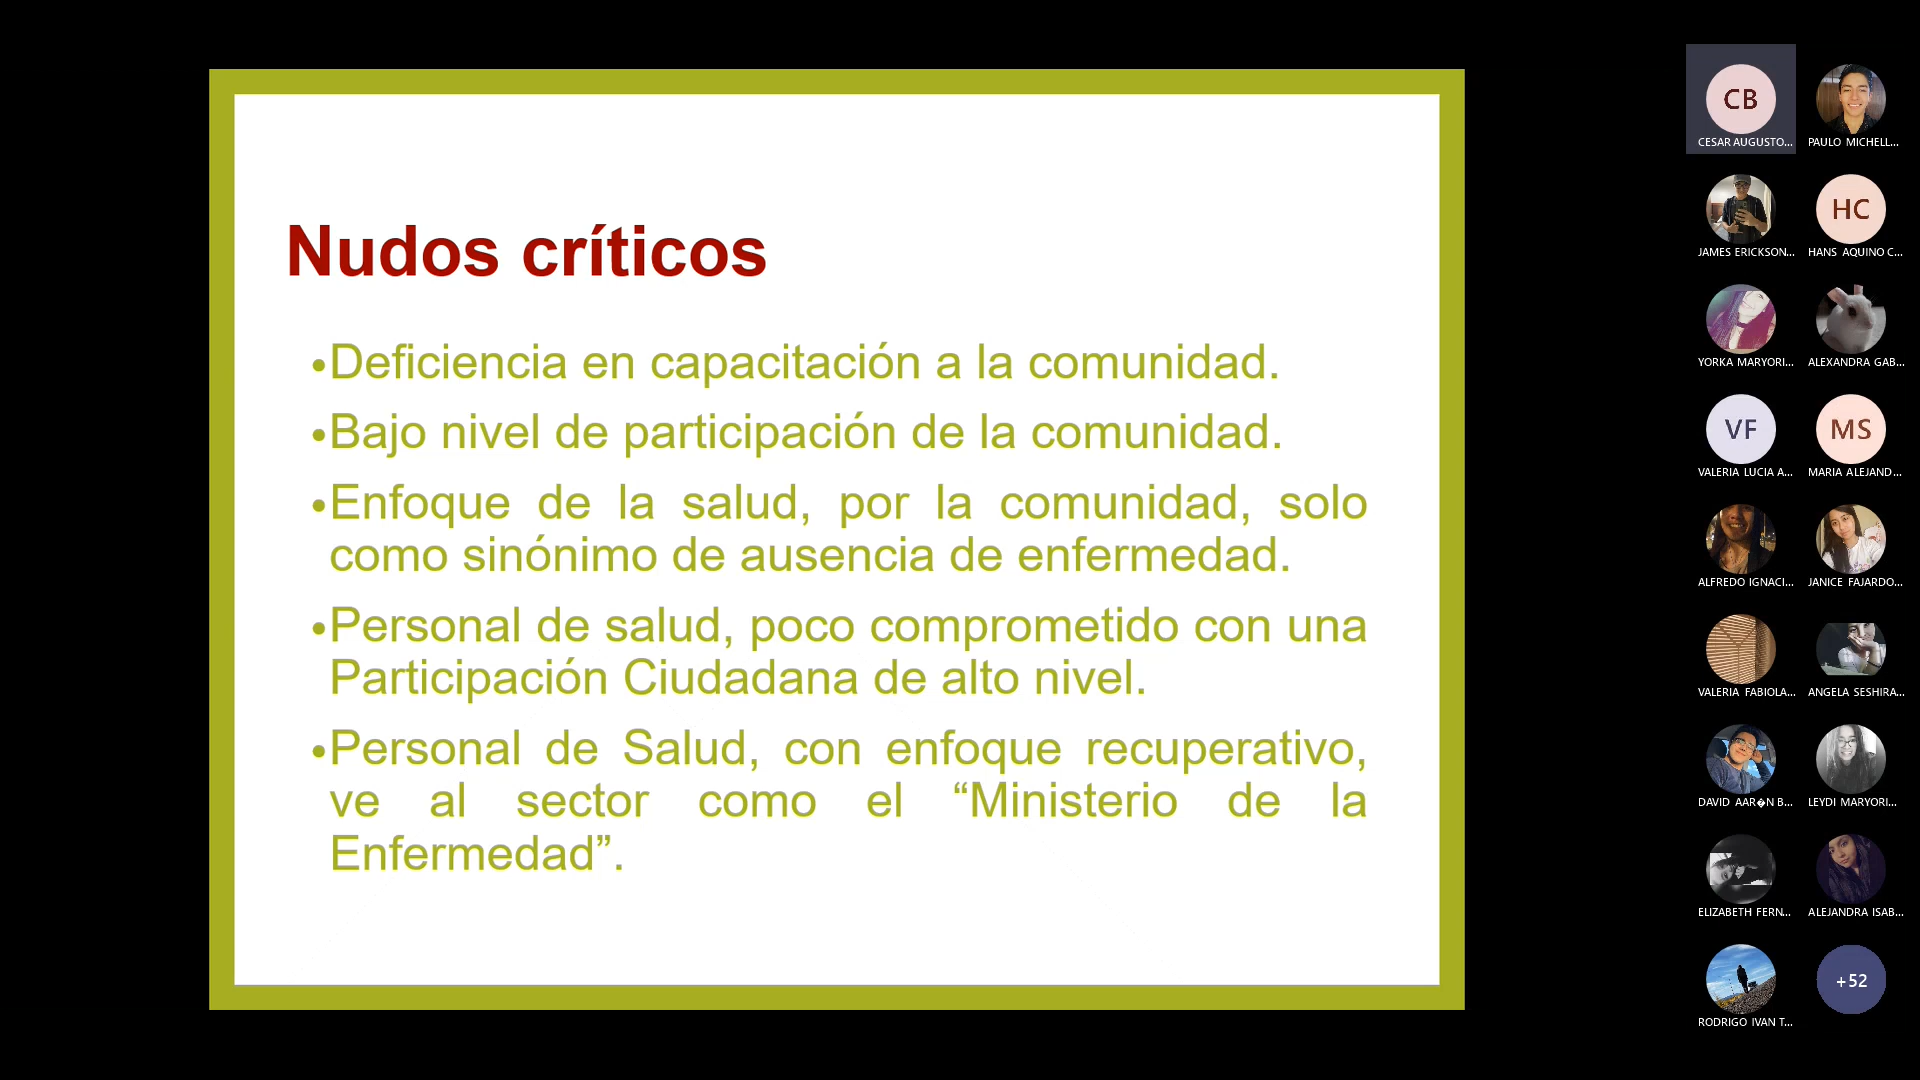 Nudos críticos
•Deficiencia en capacitación a la comunidad.
•Bajo nivel de participación de la comunidad.
•Enfoque de la salud, por la comunidad, solo
como sinónimo de ausencia de enfermedad.
•Personal de salud, poco comprometido con una
Participación Ciudadana de alto nivel.
•Personal de Salud, con enfoque recuperativo,
ve al sector como el “Ministerio de la
Enfermedad”.
CB
CESAR AUGUSTO...
PAULO MICHELL...
JAMES ERICKSON...
HC
HANS AQUINO C...
YORKA MARYORI...
ALEXANDRA GAB...
VF
VALERIA LUCIA A...
MS
MARIA ALEJAND...
ALFREDO IGNACI...
JANICE FAJARDO...
VALERIA FABIOLA...
ANGELA SESHIRA...
DAVID AAR�N B...
LEYDI MARYORI...
ELIZABETH FERN...
ALEJANDRA ISAB...
RODRIGO IVAN T...
+52